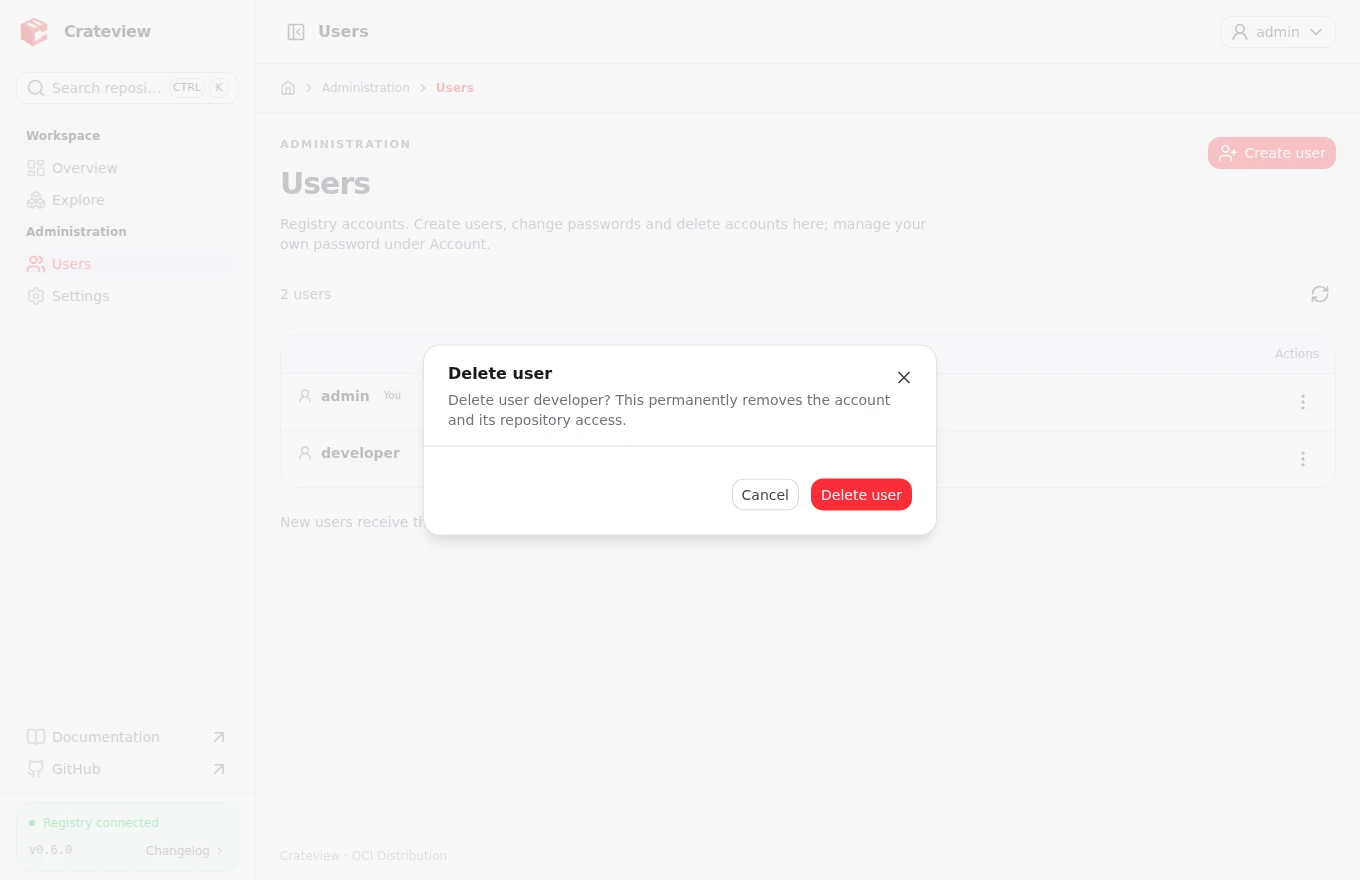 Crateview
Users
admin
Search reposi...
CTRL
K
Administration
Users
Workspace
Overview
Explore
Administration
Users
Settings
ADMINISTRATION
Create user
Users
Registry accounts. Create users, change passwords and delete accounts here; manage your
own password under Account.
2 users
Actions
admin
You
developer
New users receive th
Delete user
Delete user developer? This permanently removes the account
and its repository access.
Cancel
Delete user
Documentation
GitHub
Registry connected
v0.6.0
Changelog
Crateview · OCI Distribution